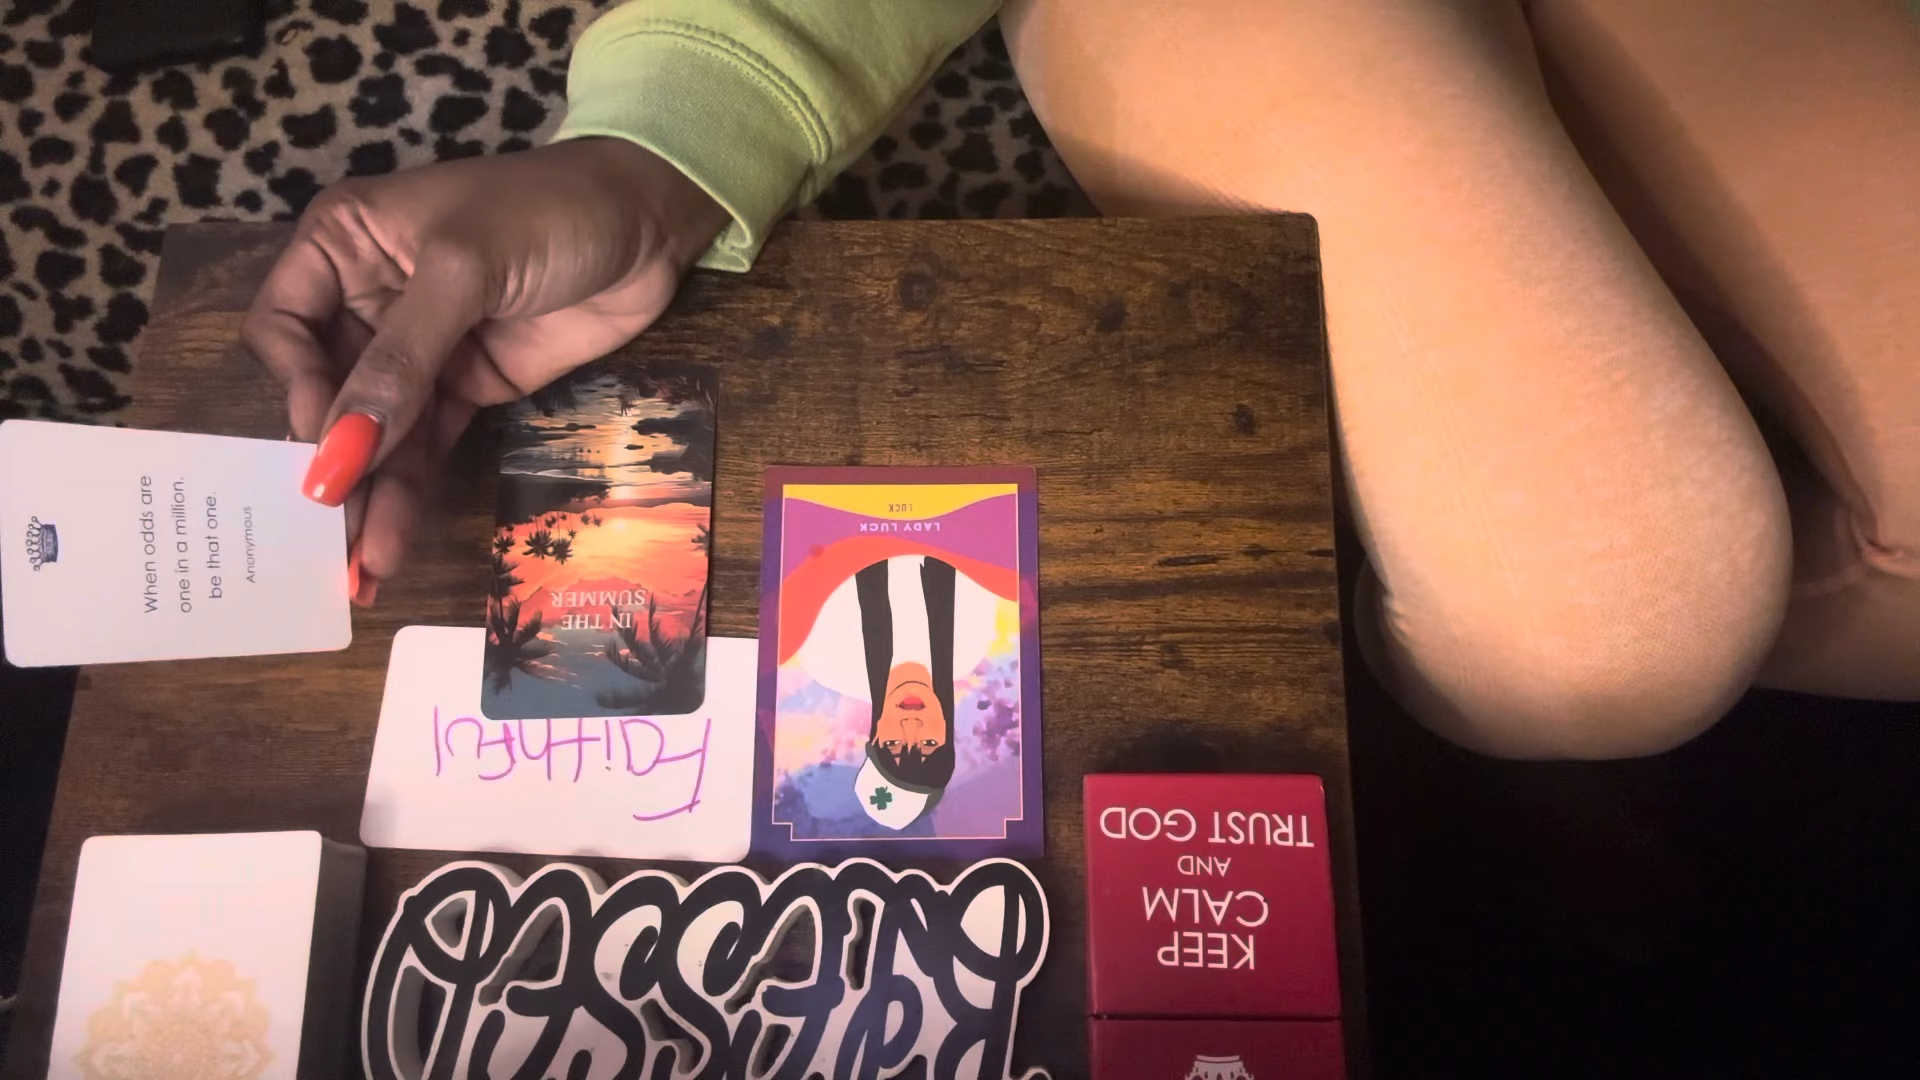 When odds are
one in a million.
be that one.
Anonymous
IN THE
SUMMER
Faithful
LADY LUCK
LUCK
KEEP
CALM
AND
TRUST GOD
Blessed